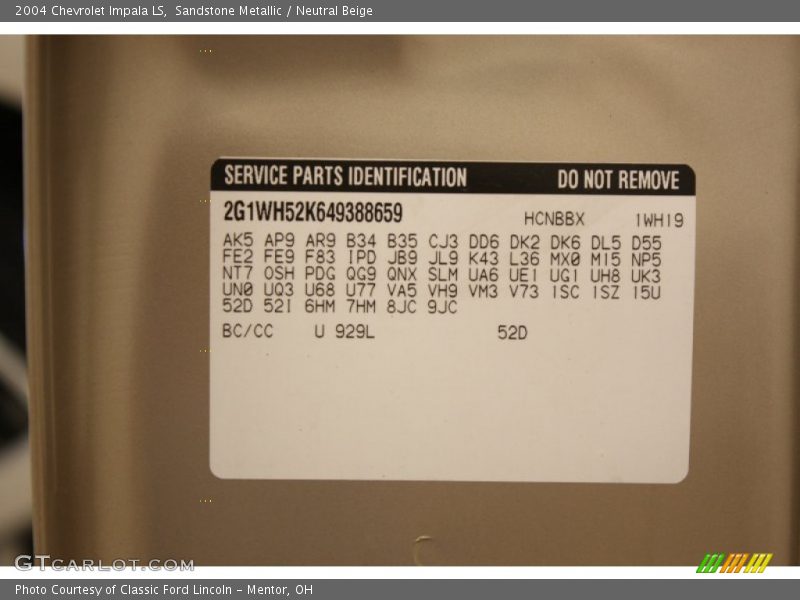 2004 Chevrolet Impala LS,  Sandstone Metallic / Neutral Beige
SERVICE PARTS IDENTIFICATION DO NOT REMOVE
2G1WH52K649388659 HCNBBX 1WH19
AK5 AP9 AR9 B34 B35 CJ3 DD6 DK2 DK6 DL5 D55
FE2 FE9 F83 IPD JB9 JL9 K43 L36 MX0 M15 NP5
NT7 OSH PDG QG9 QNX SLM UA6 UE1 UG1 UH8 UK3
UN0 UQ3 U68 U77 VA5 VH9 VM3 V73 1SC 1SZ 15U
52D 52I 6HM 7HM 8JC 9JC
BC/CC U 929L 52D
GTCARLOT.COM
Photo Courtesy of Classic Ford Lincoln - Mentor, OH